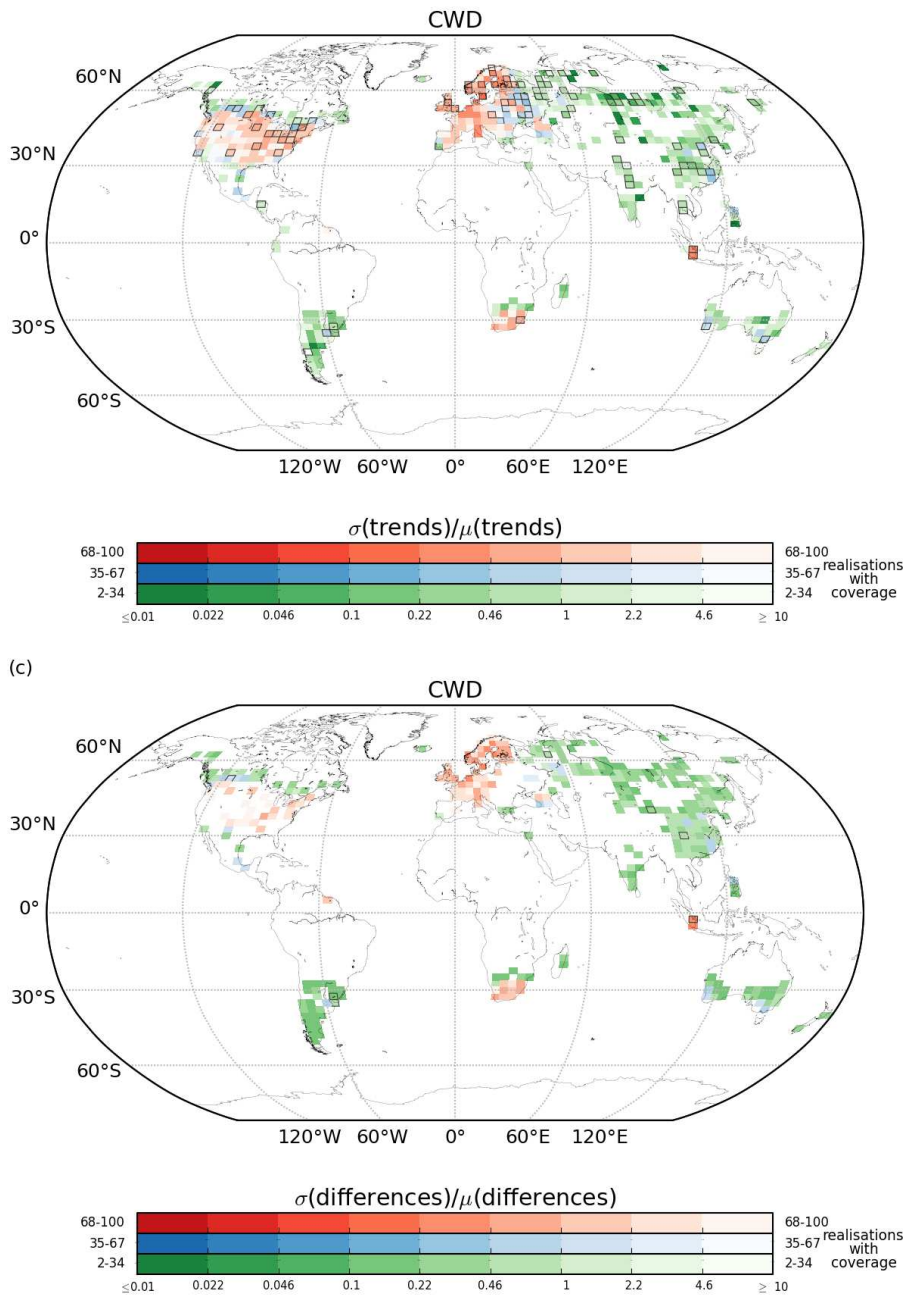 CWD
60°N
30°N
0°
30°S
60°S
120°W 60°W 0° 60°E 120°E
σ(trends)/μ(trends)
68-100 68-100
35-67 35-67 realisations with coverage
2-34 2-34
≤0.01 0.022 0.046 0.1 0.22 0.46 1 2.2 4.6 ≥ 10
(c)
CWD
60°N
30°N
0°
30°S
60°S
120°W 60°W 0° 60°E 120°E
σ(differences)/μ(differences)
68-100 68-100
35-67 35-67 realisations with coverage
2-34 2-34
≤0.01 0.022 0.046 0.1 0.22 0.46 1 2.2 4.6 ≥ 10